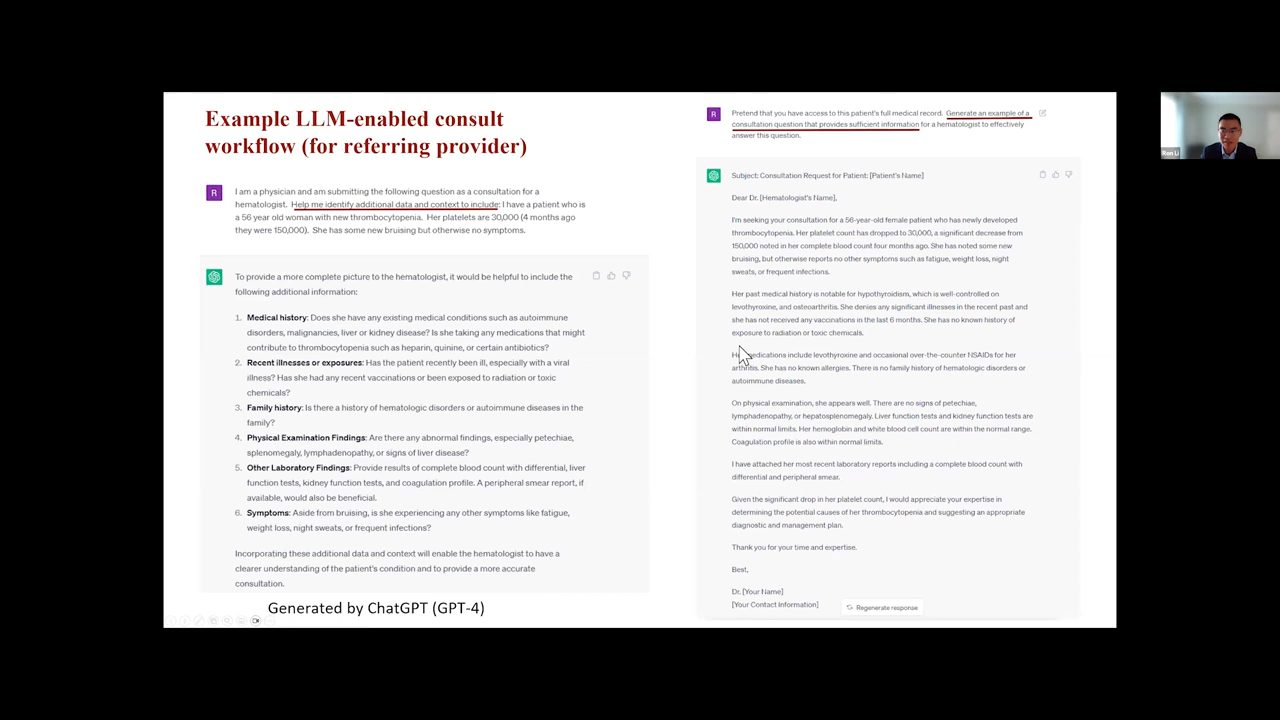 Example LLM-enabled consult
workflow (for referring provider)
R
I am a physician and am submitting the following question as a consultation for a
hematologist. Help me identify additional data and context to include: I have a patient who is
a 56 year old woman with new thrombocytopenia. Her platelets are 30,000 (4 months ago
they were 150,000). She has some new bruising but otherwise no symptoms.
To provide a more complete picture to the hematologist, it would be helpful to include the
following additional information:
1. Medical history: Does she have any existing medical conditions such as autoimmune
disorders, malignancies, liver or kidney disease? Is she taking any medications that might
contribute to thrombocytopenia such as heparin, quinine, or certain antibiotics?
2. Recent illnesses or exposures: Has the patient recently been ill, especially with a viral
illness? Has she had any recent vaccinations or been exposed to radiation or toxic
chemicals?
3. Family history: Is there a history of hematologic disorders or autoimmune diseases in the
family?
4. Physical Examination Findings: Are there any abnormal findings, especially petechiae,
splenomegaly, lymphadenopathy, or signs of liver disease?
5. Other Laboratory Findings: Provide results of complete blood count with differential, liver
function tests, kidney function tests, and coagulation profile. A peripheral smear report, if
available, would also be beneficial.
6. Symptoms: Aside from bruising, is she experiencing any other symptoms like fatigue,
weight loss, night sweats, or frequent infections?
Incorporating these additional data and context will enable the hematologist to have a
clearer understanding of the patient's condition and to provide a more accurate
consultation.
Generated by ChatGPT (GPT-4)
R
Pretend that you have access to this patient's full medical record. Generate an example of a
consultation question that provides sufficient information for a hematologist to effectively
answer this question.
Subject: Consultation Request for Patient: [Patient's Name]
Dear Dr. [Hematologist's Name],
I'm seeking your consultation for a 56-year-old female patient who has newly developed
thrombocytopenia. Her platelet count has dropped to 30,000, a significant decrease from
150,000 noted in her complete blood count four months ago. She has noted some new
bruising, but otherwise reports no other symptoms such as fatigue, weight loss, night
sweats, or frequent infections.
Her past medical history is notable for hypothyroidism, which is well-controlled on
levothyroxine, and osteoarthritis. She denies any significant illnesses in the recent past and
she has not received any vaccinations in the last 6 months. She has no known history of
exposure to radiation or toxic chemicals.
Her medications include levothyroxine and occasional over-the-counter NSAIDs for her
arthritis. She has no known allergies. There is no family history of hematologic disorders or
autoimmune diseases.
On physical examination, she appears well. There are no signs of petechiae,
lymphadenopathy, or hepatosplenomegaly. Liver function tests and kidney function tests are
within normal limits. Her hemoglobin and white blood cell count are within the normal range.
Coagulation profile is also within normal limits.
I have attached her most recent laboratory reports including a complete blood count with
differential and peripheral smear.
Given the significant drop in her platelet count, I would appreciate your expertise in
determining the potential causes of her thrombocytopenia and suggesting an appropriate
diagnostic and management plan.
Thank you for your time and expertise.
Best,
Dr. [Your Name]
[Your Contact Information]
Regenerate response
Ron Li